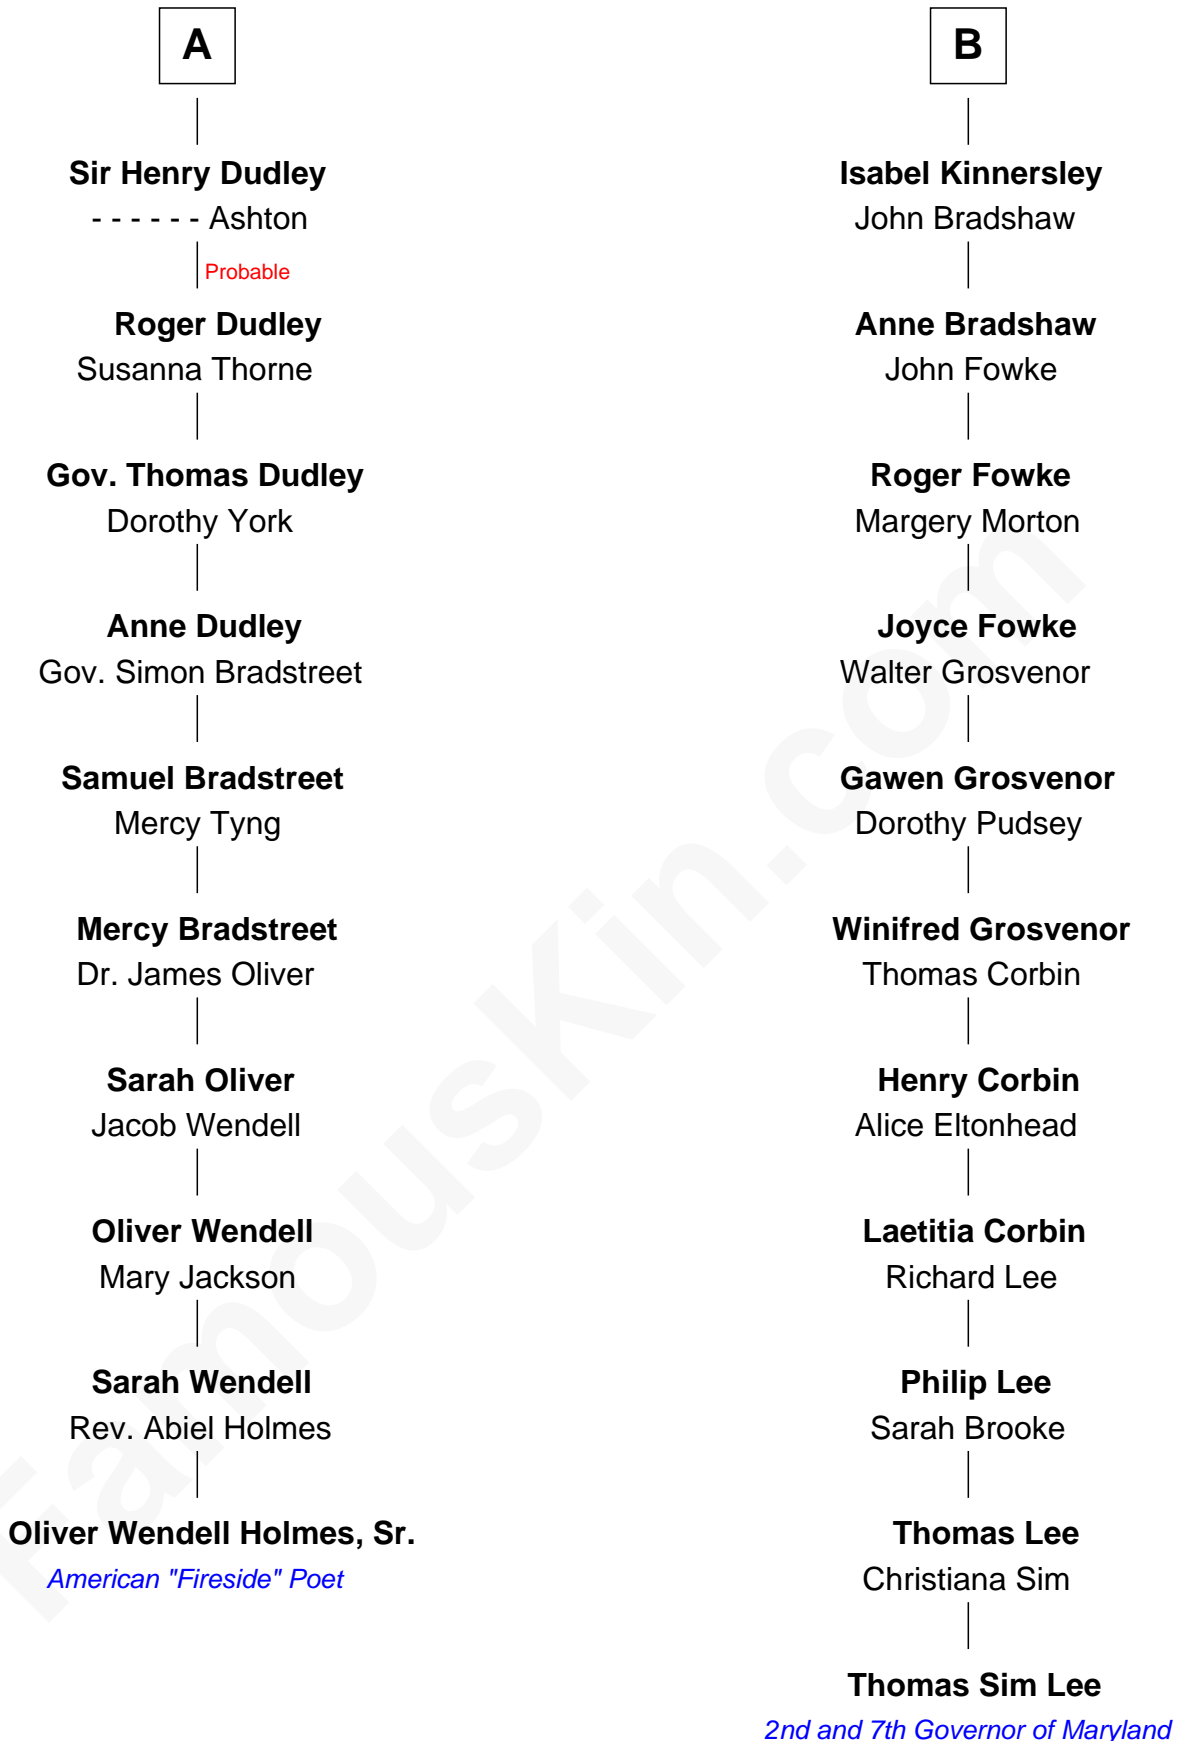 A
Sir Henry Dudley
- - - - - - Ashton
Probable
Roger Dudley
Susanna Thorne
Gov. Thomas Dudley
Dorothy York
Anne Dudley
Gov. Simon Bradstreet
Samuel Bradstreet
Mercy Tyng
Mercy Bradstreet
Dr. James Oliver
Sarah Oliver
Jacob Wendell
Oliver Wendell
Mary Jackson
Sarah Wendell
Rev. Abiel Holmes
Oliver Wendell Holmes, Sr.
American "Fireside" Poet
B
Isabel Kinnersley
John Bradshaw
Anne Bradshaw
John Fowke
Roger Fowke
Margery Morton
Joyce Fowke
Walter Grosvenor
Gawen Grosvenor
Dorothy Pudsey
Winifred Grosvenor
Thomas Corbin
Henry Corbin
Alice Eltonhead
Laetitia Corbin
Richard Lee
Philip Lee
Sarah Brooke
Thomas Lee
Christiana Sim
Thomas Sim Lee
2nd and 7th Governor of Maryland
FamousKin.com